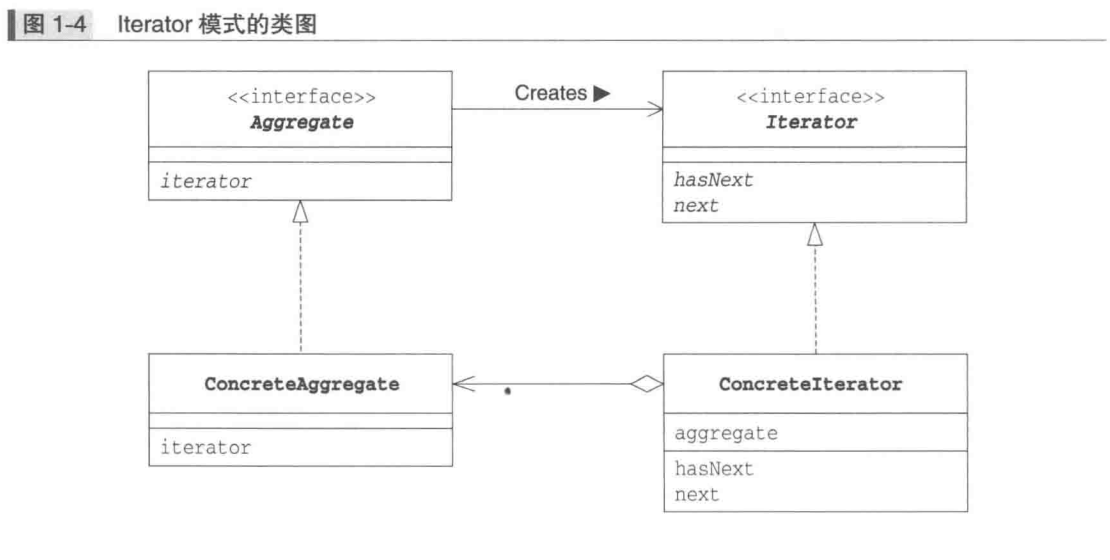 图 1-4 Iterator 模式的类图
<<interface>>
Aggregate
iterator
Creates ▶
<<interface>>
Iterator
hasNext
next
ConcreteAggregate
iterator
ConcreteIterator
aggregate
hasNext
next